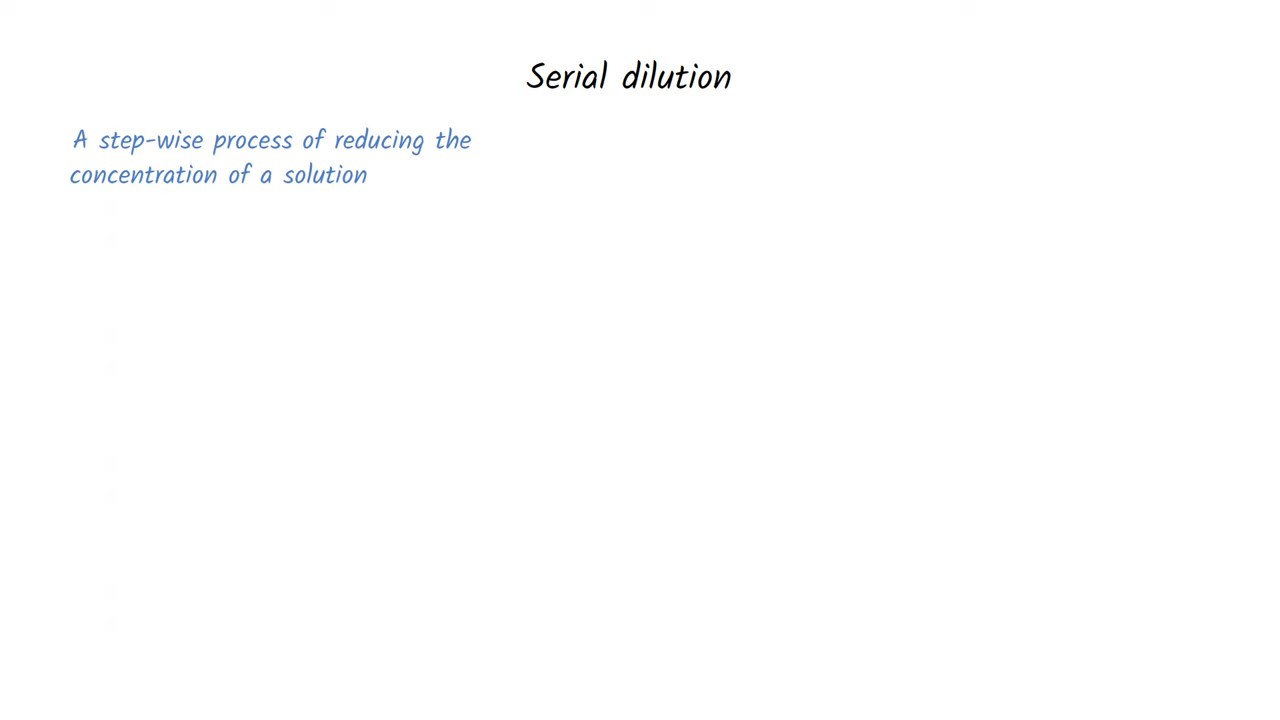 Serial dilution
A step-wise process of reducing the
concentration of a solution